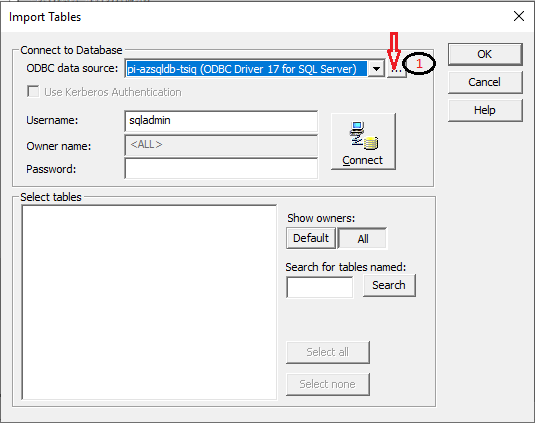 Import Tables
Connect to Database
ODBC data source:
pi-azsqldb-tsiq (ODBC Driver 17 for SQL Server)
...
1
OK
Use Kerberos Authentication
Cancel
Username:
sqladmin
Help
Owner name:
<ALL>
Password:
Connect
Select tables
Show owners:
Default
All
Search for tables named:
Search
Select all
Select none